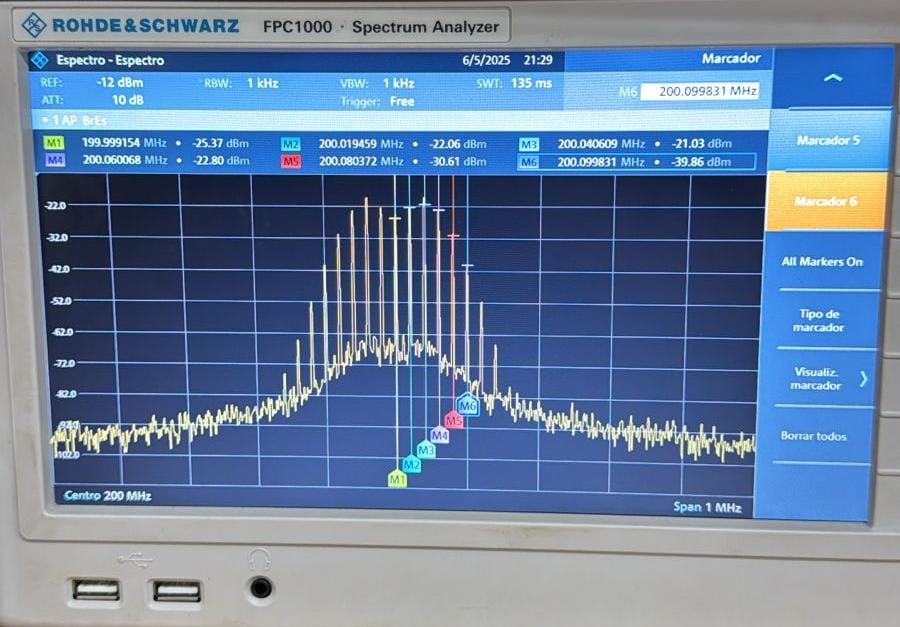 ROHDE&SCHWARZ FPC1000 · Spectrum Analyzer
Espectro - Espectro 6/5/2025 21:29 Marcador
REF: -12 dBm RBW: 1 kHz VBW: 1 kHz SWT: 135 ms M6 200.099831 MHz
ATT: 10 dB Trigger: Free
1 AP BrEs
M1 199.999154 MHz • -25.37 dBm M2 200.019459 MHz • -22.06 dBm M3 200.040609 MHz • -21.03 dBm
M4 200.060068 MHz • -22.80 dBm M5 200.080372 MHz • -30.61 dBm M6 200.099831 MHz • -39.86 dBm
-22.0
-32.0
-42.0
-52.0
-62.0
-72.0
-82.0
-102.0
M6
M5
M4
M3
M2
M1
Centro 200 MHz Span 1 MHz
Marcador 5
Marcador 6
All Markers On
Tipo de
marcador
Visualiz.
marcador
Borrar todos